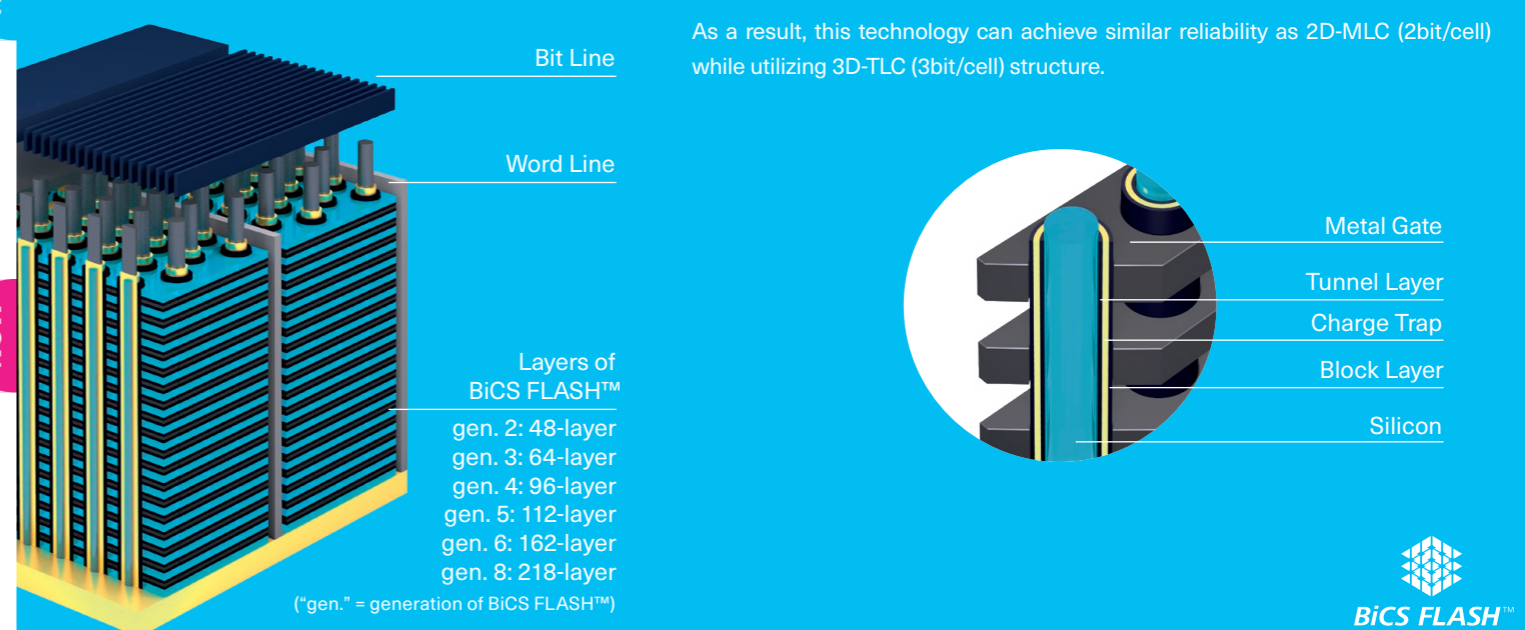 As a result, this technology can achieve similar reliability as 2D-MLC (2bit/cell)
while utilizing 3D-TLC (3bit/cell) structure.
Bit Line
Word Line
Layers of
BiCS FLASH™
gen. 2: 48-layer
gen. 3: 64-layer
gen. 4: 96-layer
gen. 5: 112-layer
gen. 6: 162-layer
gen. 8: 218-layer
("gen." = generation of BiCS FLASH™)
Metal Gate
Tunnel Layer
Charge Trap
Block Layer
Silicon
BiCS FLASH™